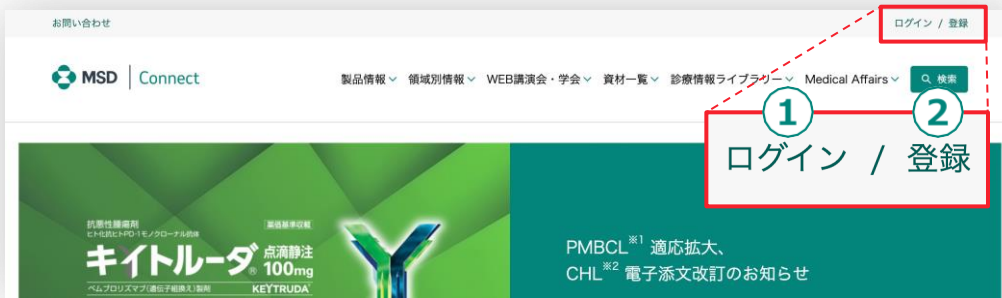 お問い合わせ
ログイン / 登録
MSD Connect
製品情報 領域別情報 WEB講演会・学会 資材一覧 診療情報ライブラリー Medical Affairs 検索
1 2
ログイン / 登録
抗悪性腫瘍剤 薬価基準収載
ヒト化抗ヒトPD-1モノクローナル抗体
キイトルーダ® 点滴静注
100mg
ペムブロリズマブ(遺伝子組換え)製剤 KEYTRUDA®
PMBCL※1 適応拡大、
CHL※2 電子添文改訂のお知らせ